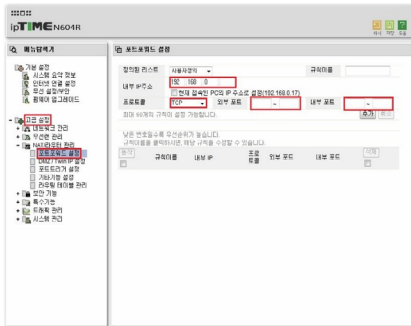 ipTIME N604R
메뉴탐색기
포트포워드 설정
기본 설정
시스템 요약 정보
인터넷 연결 설정
무선 설정/보안
펌웨어 업그레이드
고급 설정
네트워크 관리
무선랜 관리
NAT/라우터 관리
포트포워드 설정
DMZ/Twin IP 설정
포트트리거 설정
기타기능 설정
라우팅 테이블 관리
보안 기능
특수기능
트래픽 관리
시스템 관리
정의된 리스트 사용자정의 규칙이름
내부 IP주소 192 168 0
현재 접속된 PC의 IP 주소로 설정(192.168.0.17)
프로토콜 TCP 외부 포트 ~ 내부 포트 ~
최대 60개의 규칙이 설정 가능합니다. 추가 취소
낮은 번호일수록 우선순위가 높습니다.
규칙이름을 클릭하시면, 해당 규칙을 수정할 수 있습니다.
동작 규칙이름 내부 IP 프로토콜 외부 포트 내부 포트 삭제